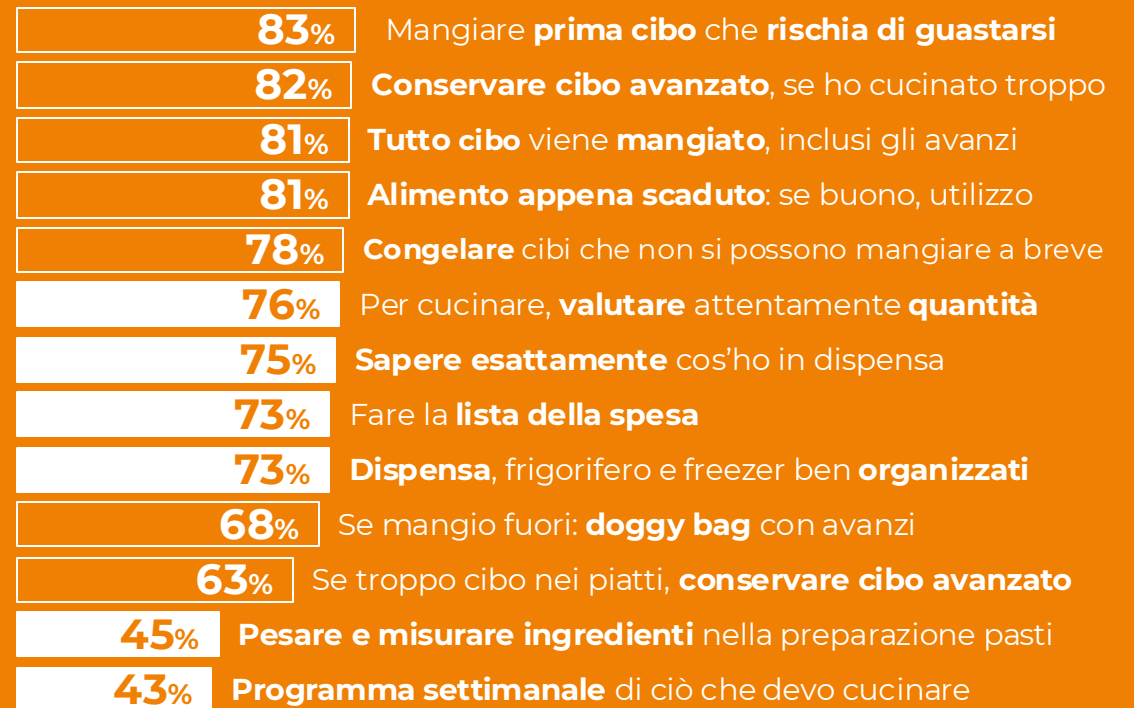 83% Mangiare prima cibo che rischia di guastarsi
82% Conservare cibo avanzato, se ho cucinato troppo
81% Tutto cibo viene mangiato, inclusi gli avanzi
81% Alimento appena scaduto: se buono, utilizzo
78% Congelare cibi che non si possono mangiare a breve
76% Per cucinare, valutare attentamente quantità
75% Sapere esattamente cos'ho in dispensa
73% Fare la lista della spesa
73% Dispensa, frigorifero e freezer ben organizzati
68% Se mangio fuori: doggy bag con avanzi
63% Se troppo cibo nei piatti, conservare cibo avanzato
45% Pesare e misurare ingredienti nella preparazione pasti
43% Programma settimanale di ciò che devo cucinare